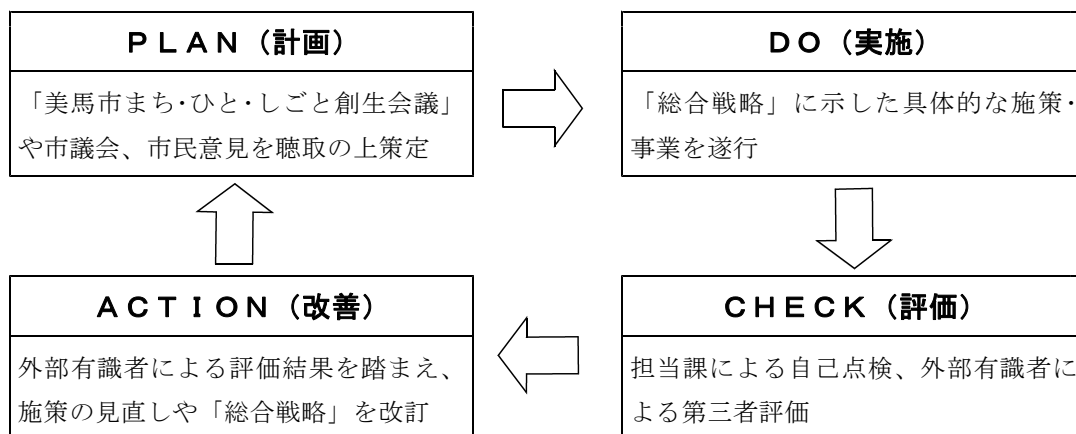 ＰＬＡＮ（計画）
「美馬市まち・ひと・しごと創生会議」
や市議会、市民意見を聴取の上策定
ＤＯ（実施）
「総合戦略」に示した具体的な施策・
事業を遂行
ＡＣＴＩＯＮ（改善）
外部有識者による評価結果を踏まえ、
施策の見直しや「総合戦略」を改訂
ＣＨＥＣＫ（評価）
担当課による自己点検、外部有識者に
よる第三者評価